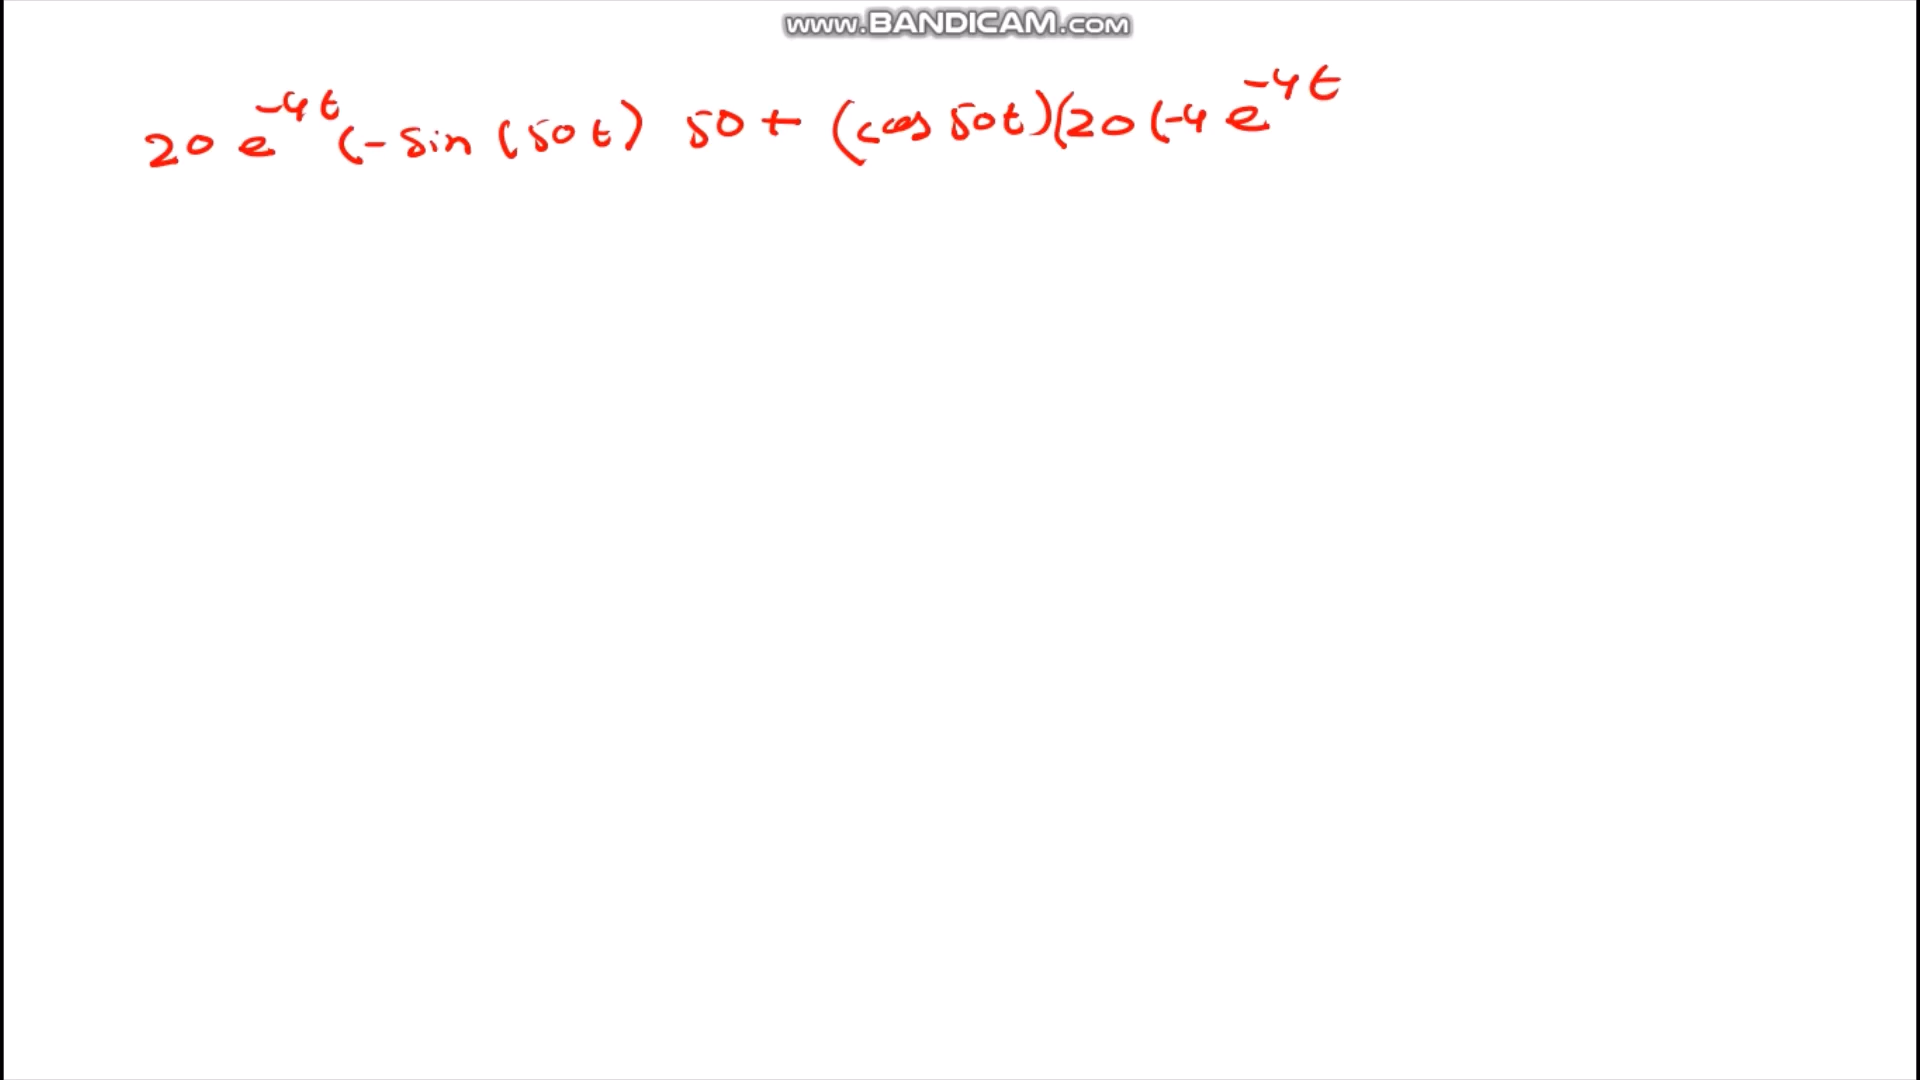 www.BANDICAM.com
20 e^{-4t} (-sin (50t) 50 + (cos 50t)(20 (-4 e^{-4t}